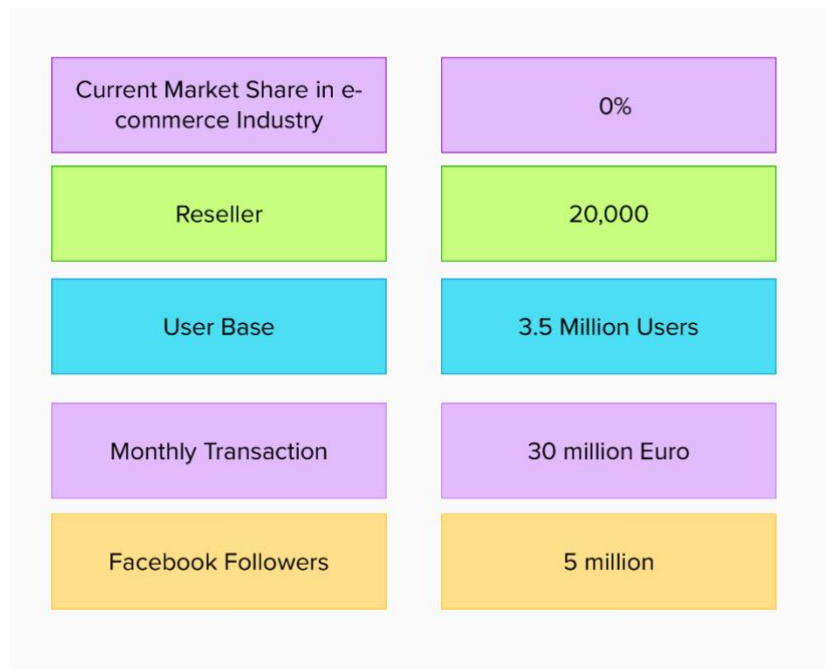 Current Market Share in e-
commerce Industry
0%
Reseller
20,000
User Base
3.5 Million Users
Monthly Transaction
30 million Euro
Facebook Followers
5 million